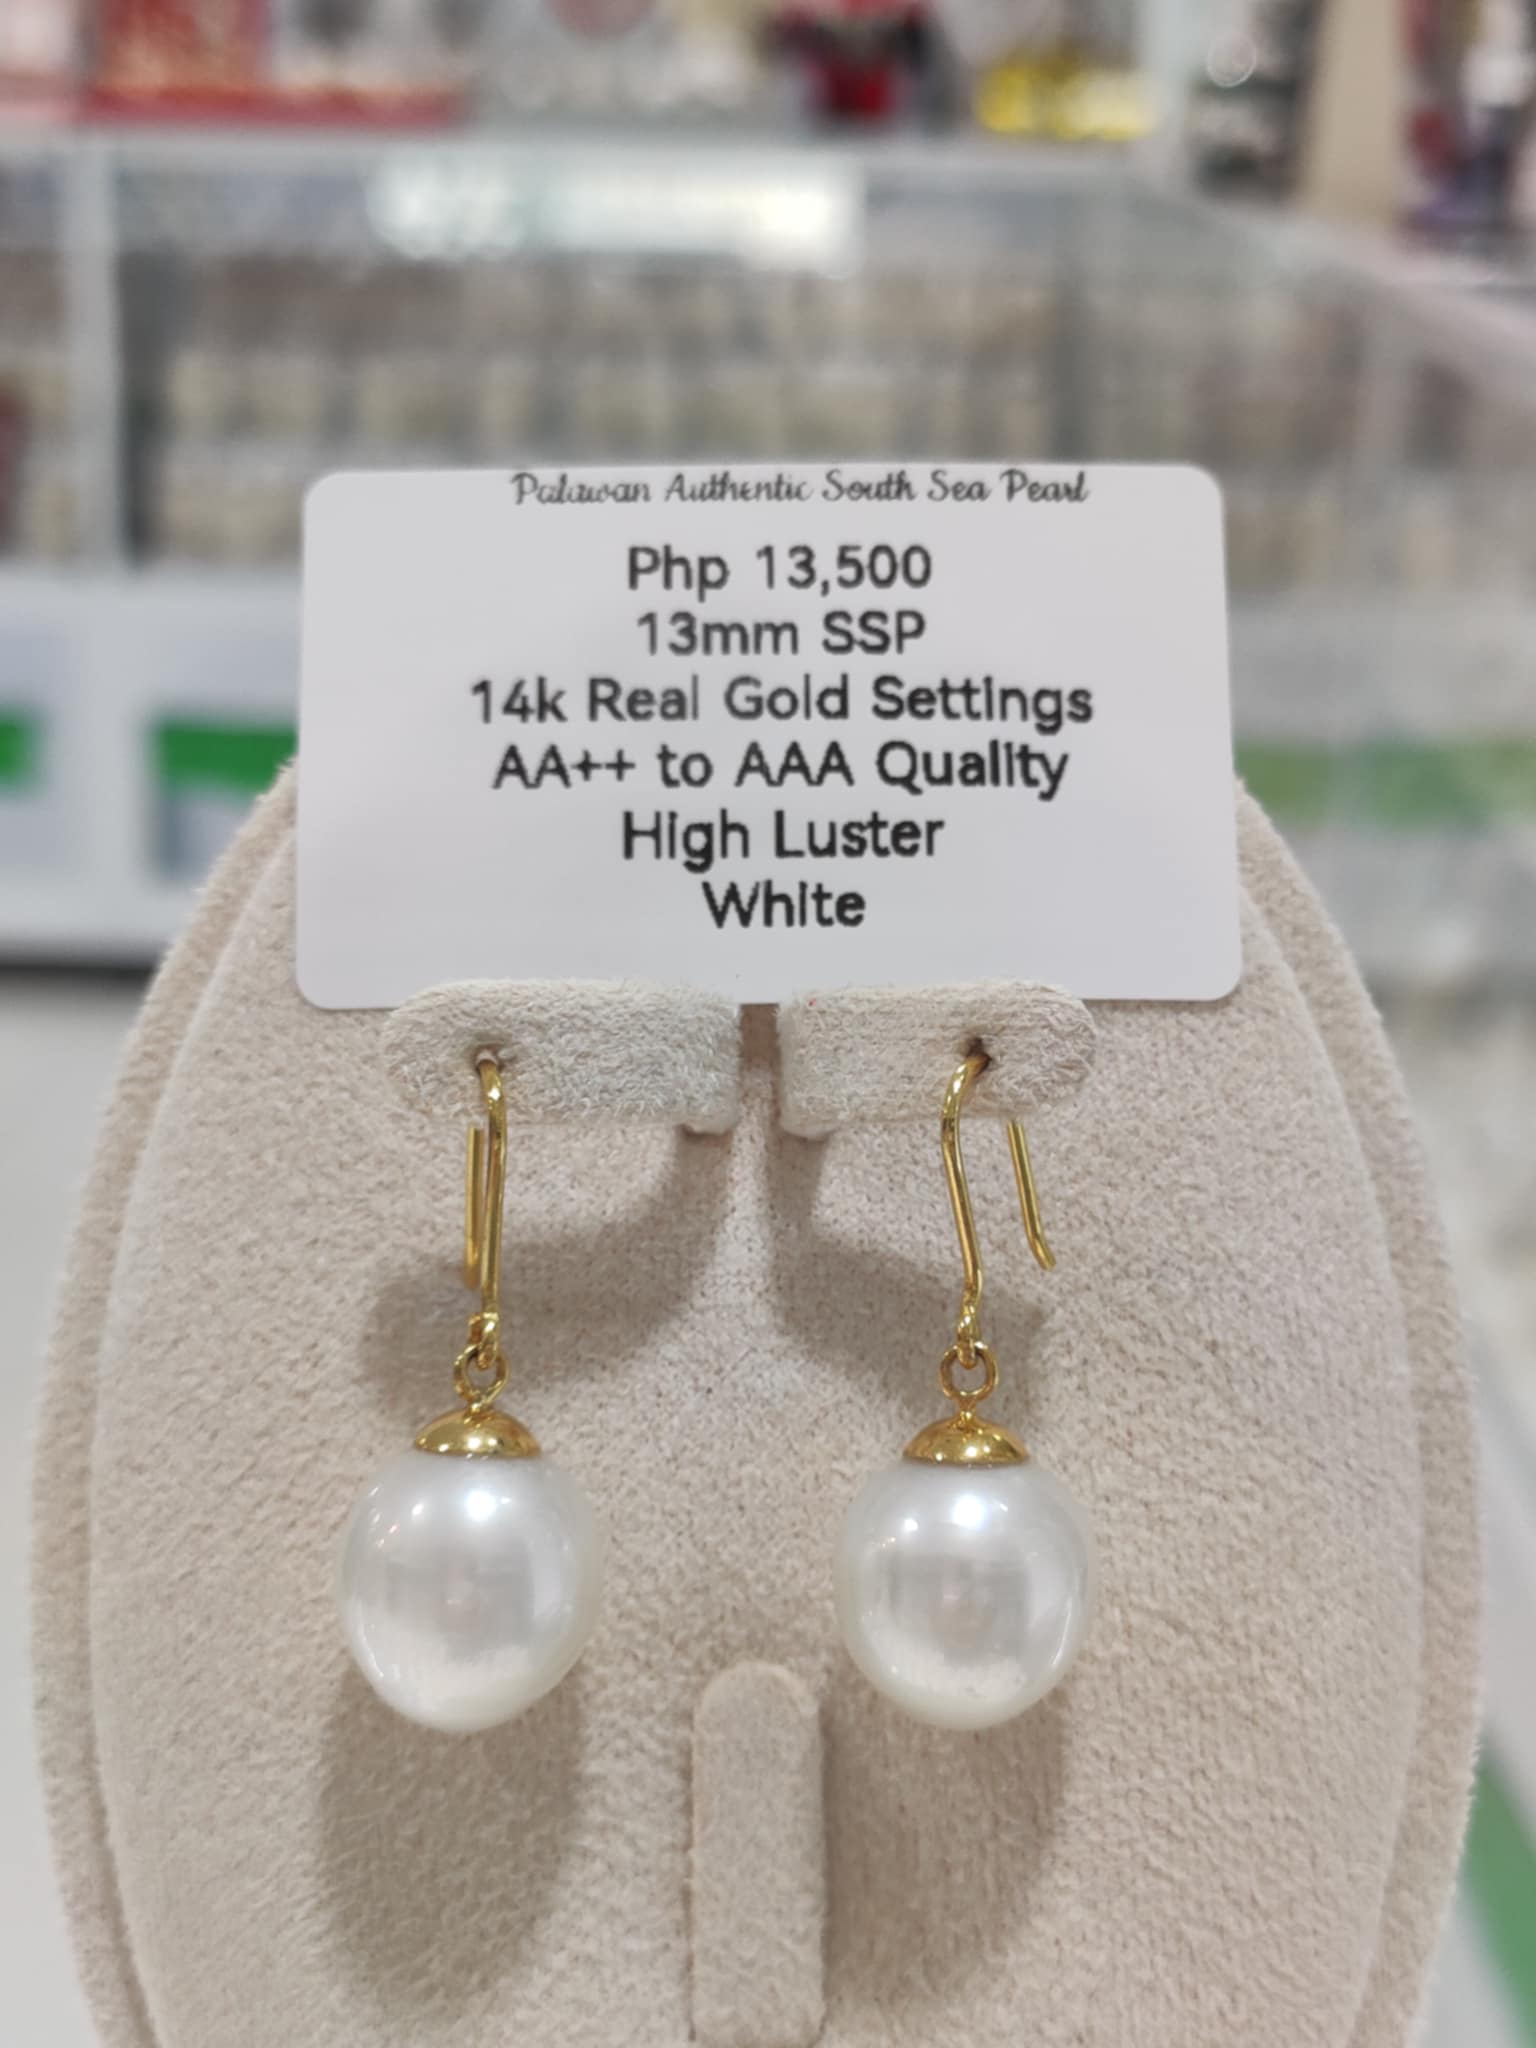 Palawan Authentic South Sea Pearl
Php 13,500
13mm SSP
14k Real Gold Settings
AA++ to AAA Quality
High Luster
White